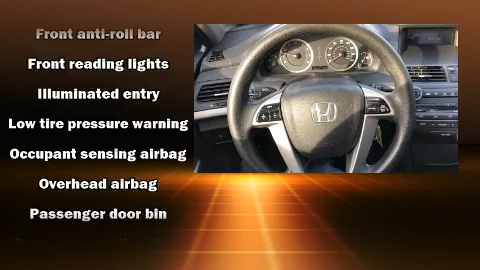 Front anti-roll bar
Front reading lights
Illuminated entry
Low tire pressure warning
Occupant sensing airbag
Overhead airbag
Passenger door bin